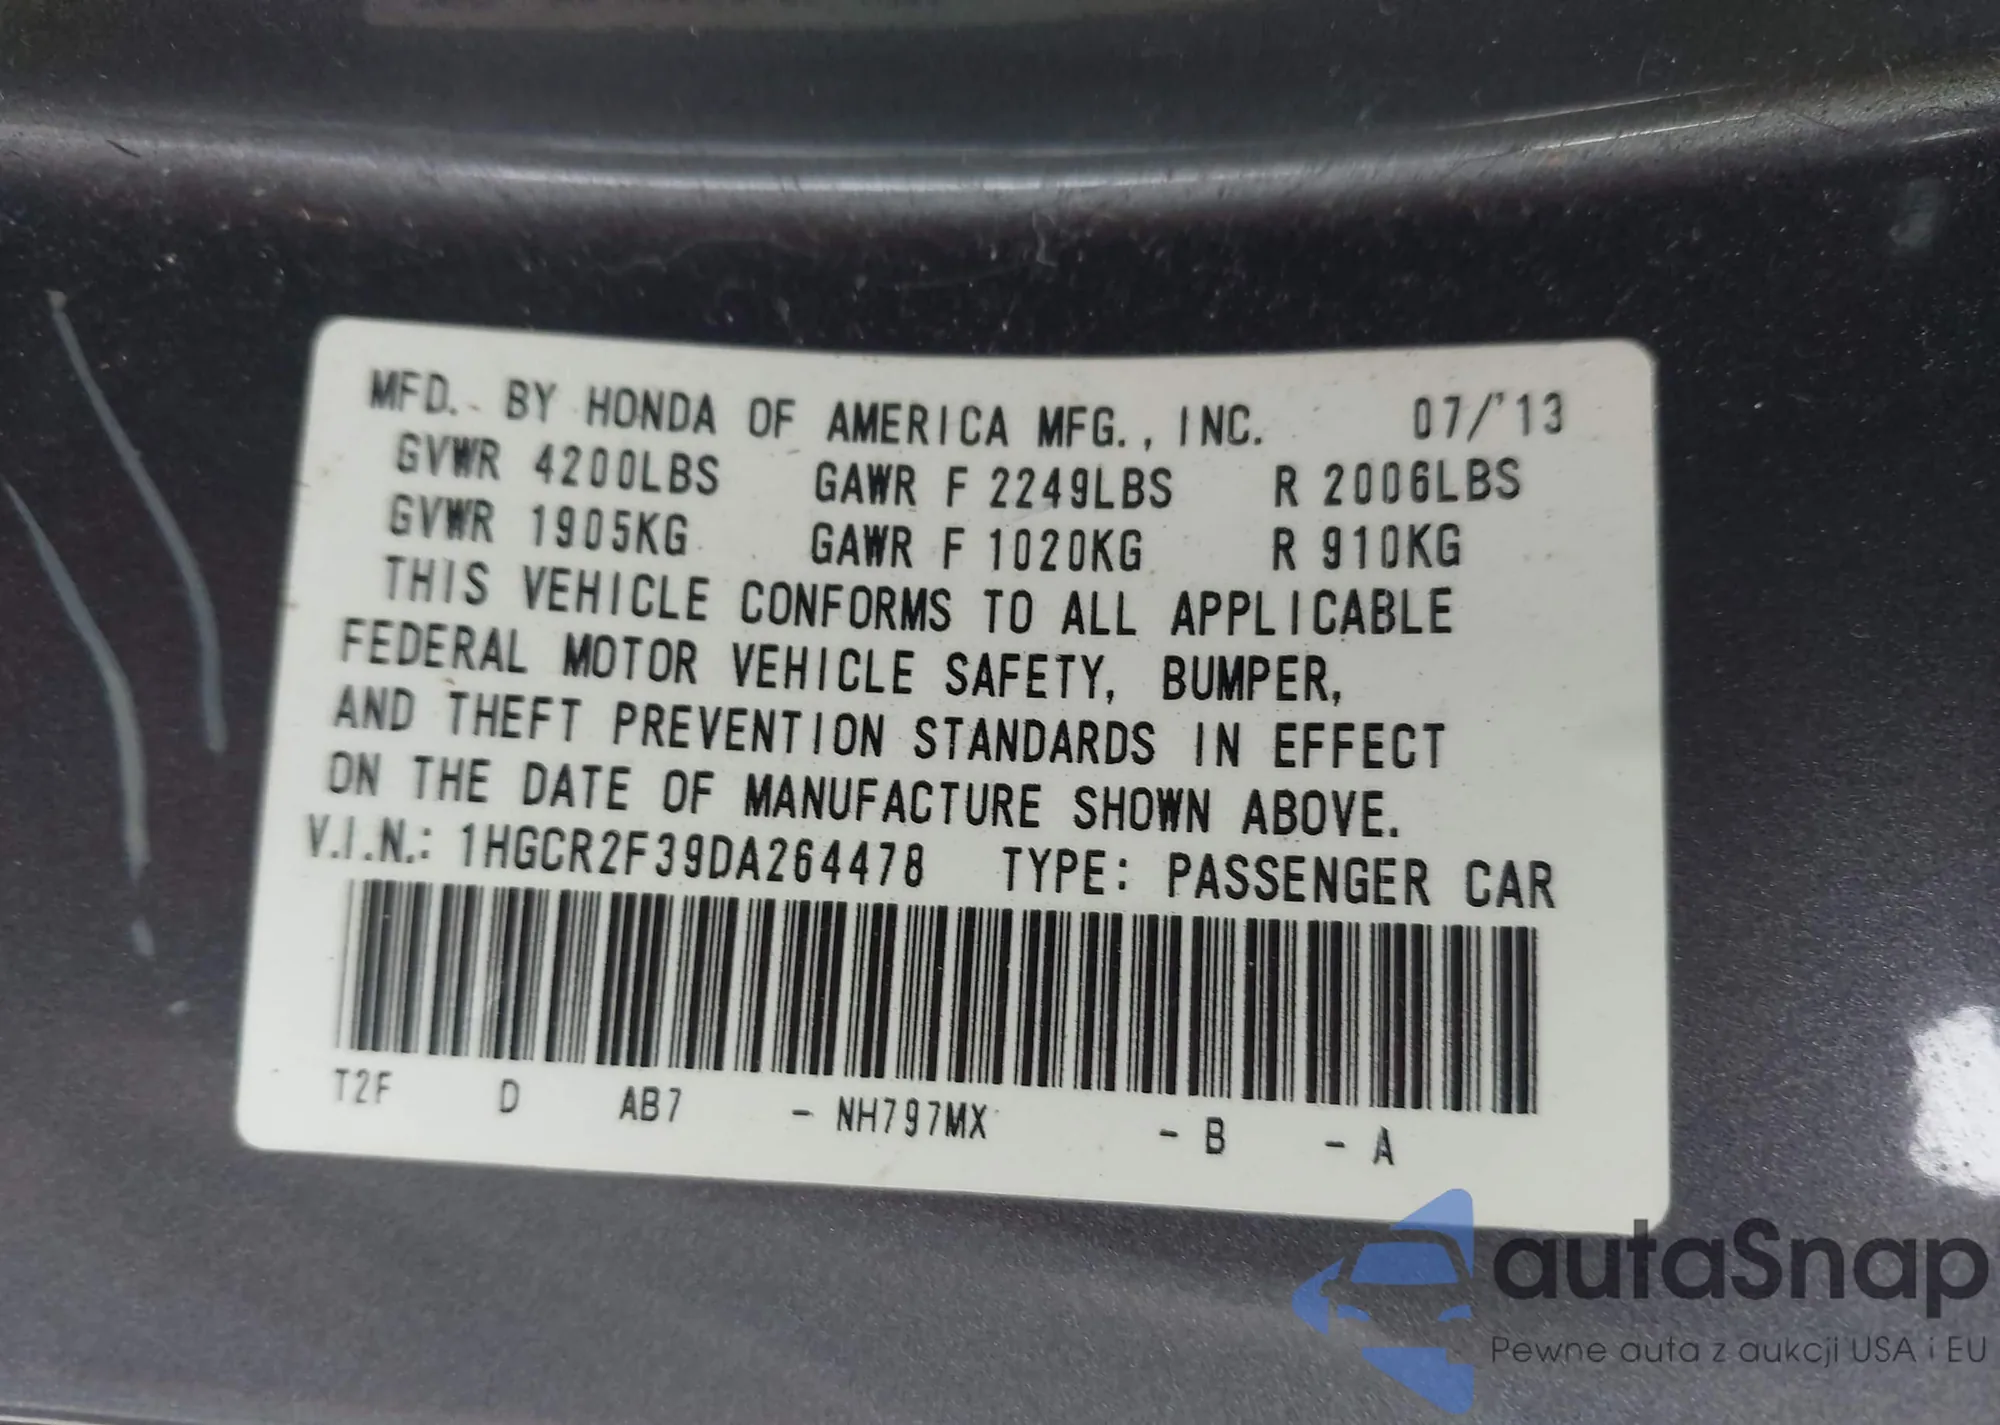 MFD. BY HONDA OF AMERICA MFG., INC. 07/'13
GVWR 4200LBS GAWR F 2249LBS R 2006LBS
GVWR 1905KG GAWR F 1020KG R 910KG
THIS VEHICLE CONFORMS TO ALL APPLICABLE
FEDERAL MOTOR VEHICLE SAFETY, BUMPER,
AND THEFT PREVENTION STANDARDS IN EFFECT
ON THE DATE OF MANUFACTURE SHOWN ABOVE.
V.I.N.: 1HGCR2F39DA264478 TYPE: PASSENGER CAR
T2F D AB7 - NH797MX - B - A
autaSnap
Pewne auta z aukcji USA i EU